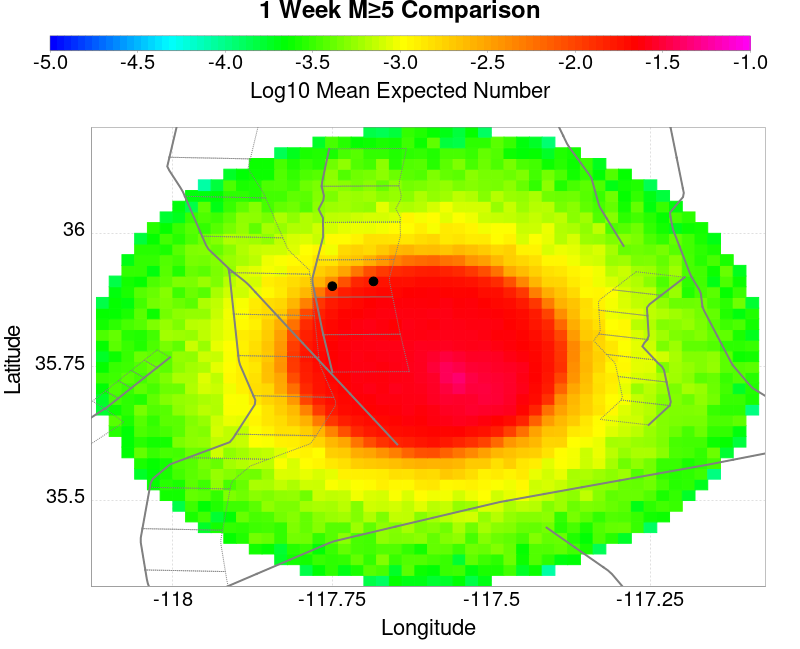 1 Week M≥5 Comparison
-5.0 -4.5 -4.0 -3.5 -3.0 -2.5 -2.0 -1.5 -1.0
Log10 Mean Expected Number
36
35.75
35.5
Latitude
-118 -117.75 -117.5 -117.25
Longitude